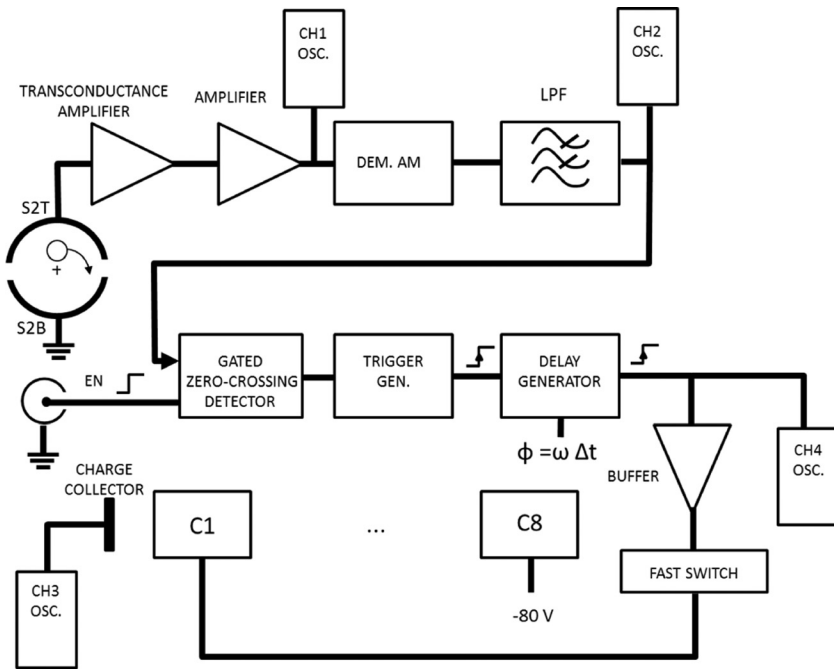 CH1
OSC.
CH2
OSC.
TRANSCONDUCTANCE
AMPLIFIER
AMPLIFIER
LPF
DEM. AM
S2T
+
S2B
EN
GATED
ZERO-CROSSING
DETECTOR
TRIGGER
GEN.
DELAY
GENERATOR
ϕ =ω Δt
BUFFER
CH4
OSC.
CHARGE
COLLECTOR
C1
...
C8
FAST SWITCH
CH3
OSC.
-80 V